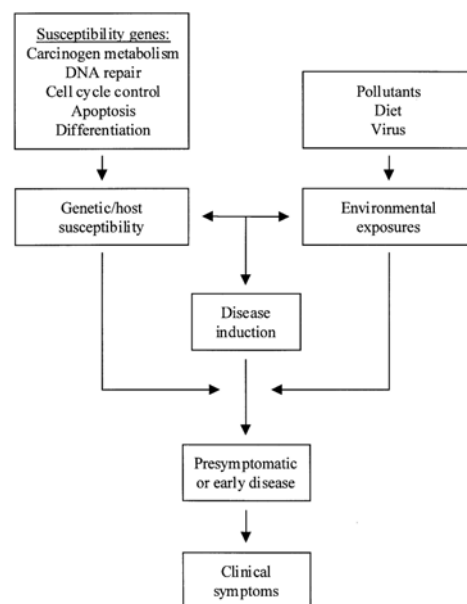 Susceptibility genes:
Carcinogen metabolism
DNA repair
Cell cycle control
Apoptosis
Differentiation
Pollutants
Diet
Virus
Genetic/host
susceptibility
Environmental
exposures
Disease
induction
Presymptomatic
or early disease
Clinical
symptoms